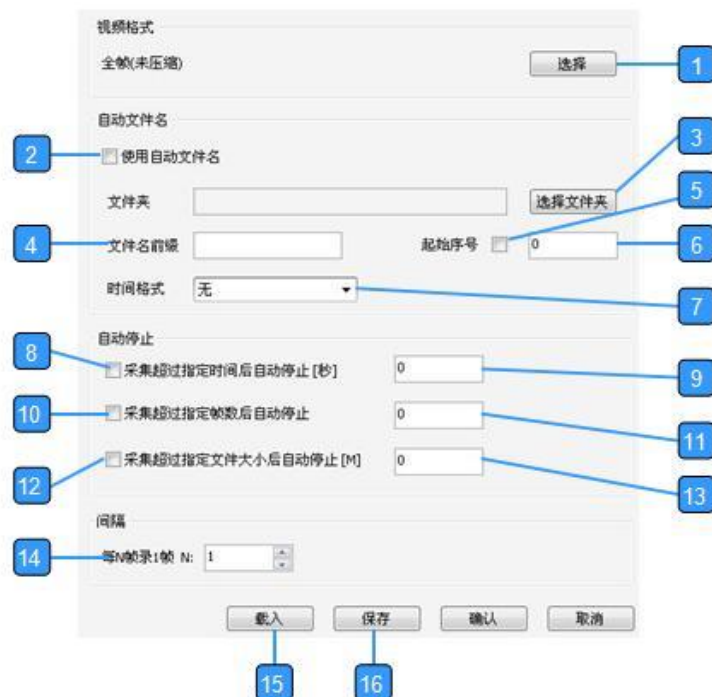 视频格式
全帧(未压缩) 选择 1
自动文件名
2 使用自动文件名 3
文件夹 选择文件夹 5
4 文件名前缀 起始序号 0 6
时间格式 无 7
自动停止
8 采集超过指定时间后自动停止[秒] 0 9
10 采集超过指定帧数后自动停止 0 11
12 采集超过指定文件大小后自动停止[M] 0 13
间隔
14 每N帧录1帧 N: 1
载入 保存 确认 取消
15 16